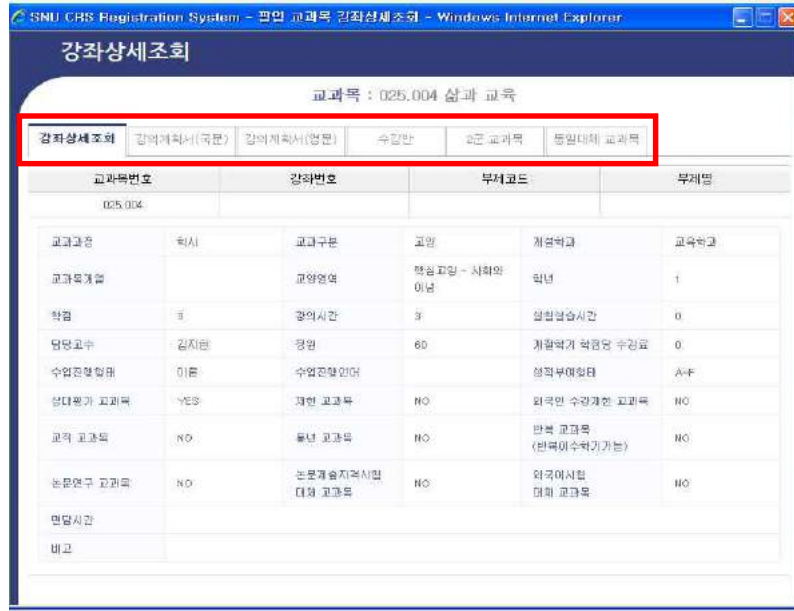 SNU CRS Registration System - 팝업 교과목 강좌상세조회 - Windows Internet Explorer
강좌상세조회
교과목 : 025.004 삶과 교육
강좌상세조회 강의계획서(국문) 강의계획서(영문) 수강반 2군 교과목 동일대체 교과목
교과목번호 강좌번호 부제코드 부제명
025.004
교과과정 학사 교과구분 교양 개설학과 교육학과
교과목계열 교양영역 핵심교양 - 사회와 이념 학년 1
학점 3 강의시간 3 실험실습시간 0
담당교수 김지현 정원 60 계절학기 학점당 수강료 0
수업진행형태 이론 수업진행언어 성적부여형태 A~F
상대평가 교과목 YES 제한 교과목 NO 외국인 수강제한 교과목 NO
교직 교과목 NO 통년 교과목 NO 반복 교과목 (반복이수학기가능) NO
논문연구 교과목 NO 논문제출자격시험 대체 교과목 NO 외국어시험 대체 교과목 NO
면담시간
비고